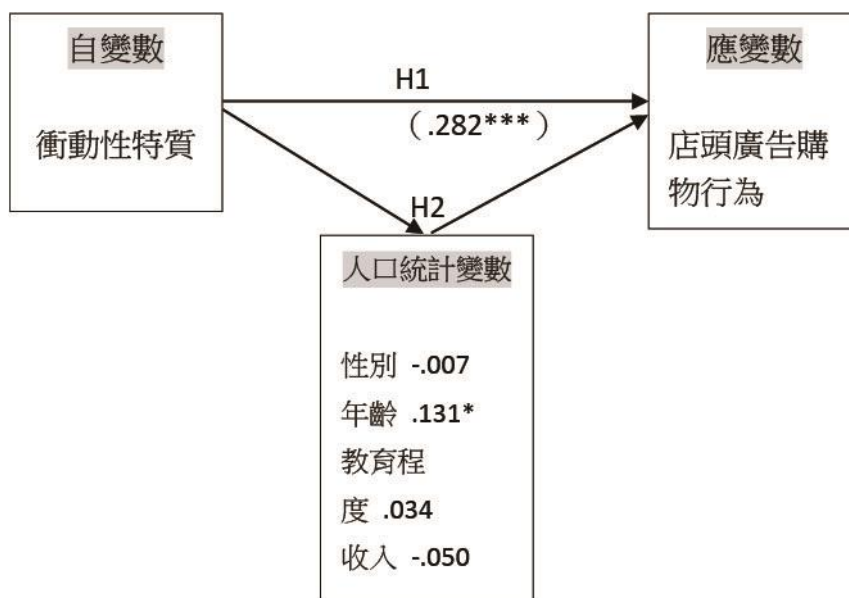 自變數
衝動性特質
H1
（.282***）
應變數
店頭廣告購
物行為
H2
人口統計變數
性別 -.007
年齡 .131*
教育程
度 .034
收入 -.050